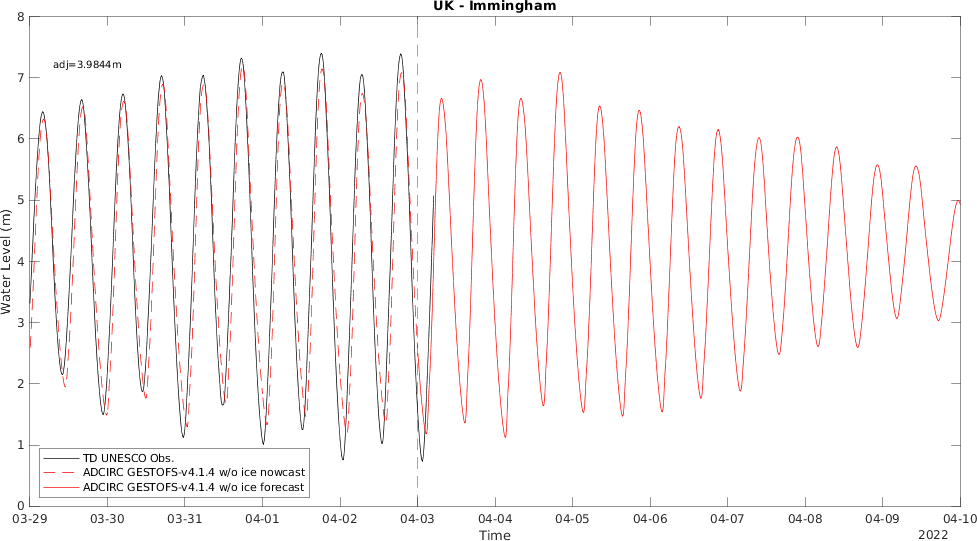 UK - Immingham
8
adj=3.9844m
7
6
5
4
3
2
1
0
Water Level (m)
TD UNESCO Obs.
ADCIRC GESTOFS-v4.1.4 w/o ice nowcast
ADCIRC GESTOFS-v4.1.4 w/o ice forecast
03-29 03-30 03-31 04-01 04-02 04-03 04-04 04-05 04-06 04-07 04-08 04-09 04-10
Time
2022